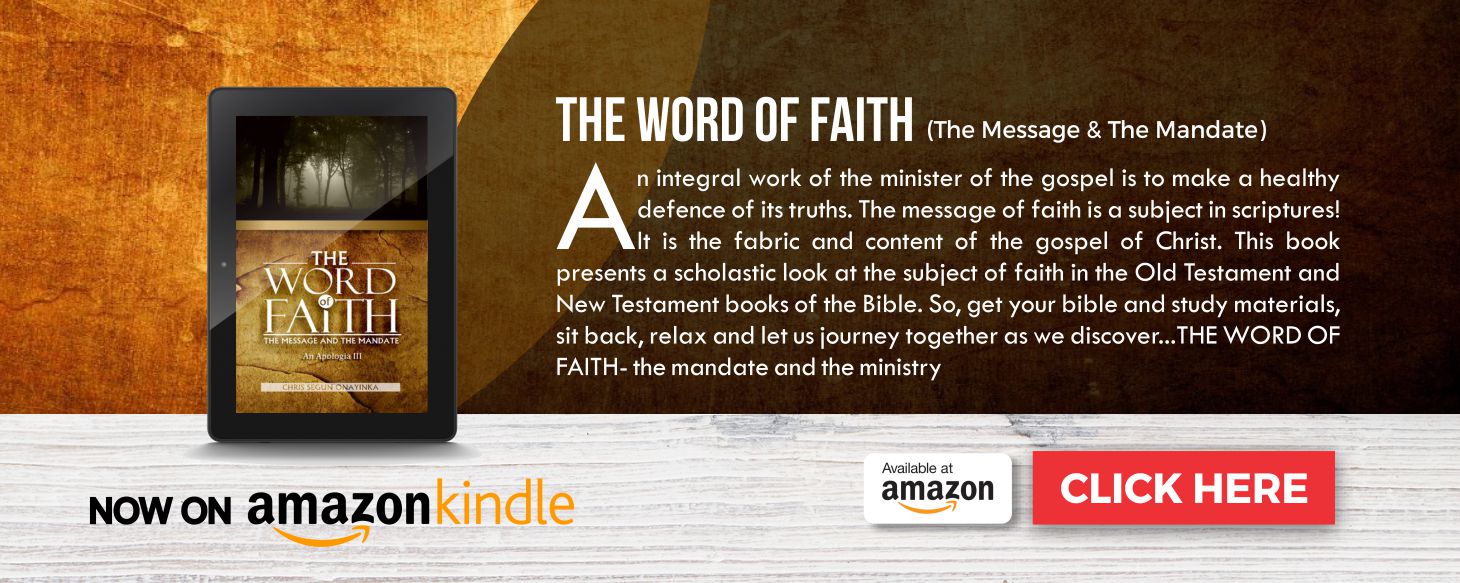 THE
WORD
of
FAITH
THE MESSAGE AND THE MANDATE
An Apologia III
CHRIS SEGUN ONAYINKA
THE WORD OF FAITH (The Message & The Mandate)
An integral work of the minister of the gospel is to make a healthy
defence of its truths. The message of faith is a subject in scriptures!
It is the fabric and content of the gospel of Christ. This book
presents a scholastic look at the subject of faith in the Old Testament and
New Testament books of the Bible. So, get your bible and study materials,
sit back, relax and let us journey together as we discover...THE WORD OF
FAITH- the mandate and the ministry
NOW ON amazonkindle
Available at
amazon
CLICK HERE